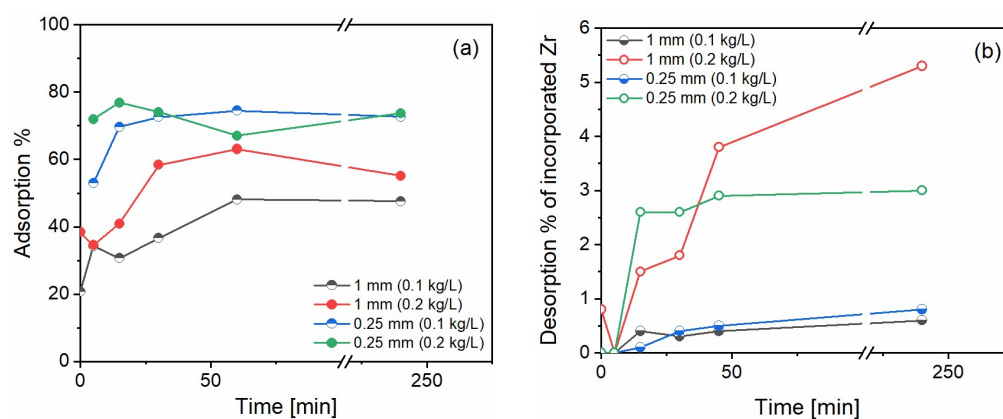 100
80
60
40
20
0
Adsorption %
(a)
1 mm (0.1 kg/L)
1 mm (0.2 kg/L)
0.25 mm (0.1 kg/L)
0.25 mm (0.2 kg/L)
0 50 250
Time [min]
6
5
4
3
2
1
0
Desorption % of incorporated Zr
(b)
1 mm (0.1 kg/L)
1 mm (0.2 kg/L)
0.25 mm (0.1 kg/L)
0.25 mm (0.2 kg/L)
0 50 250
Time [min]